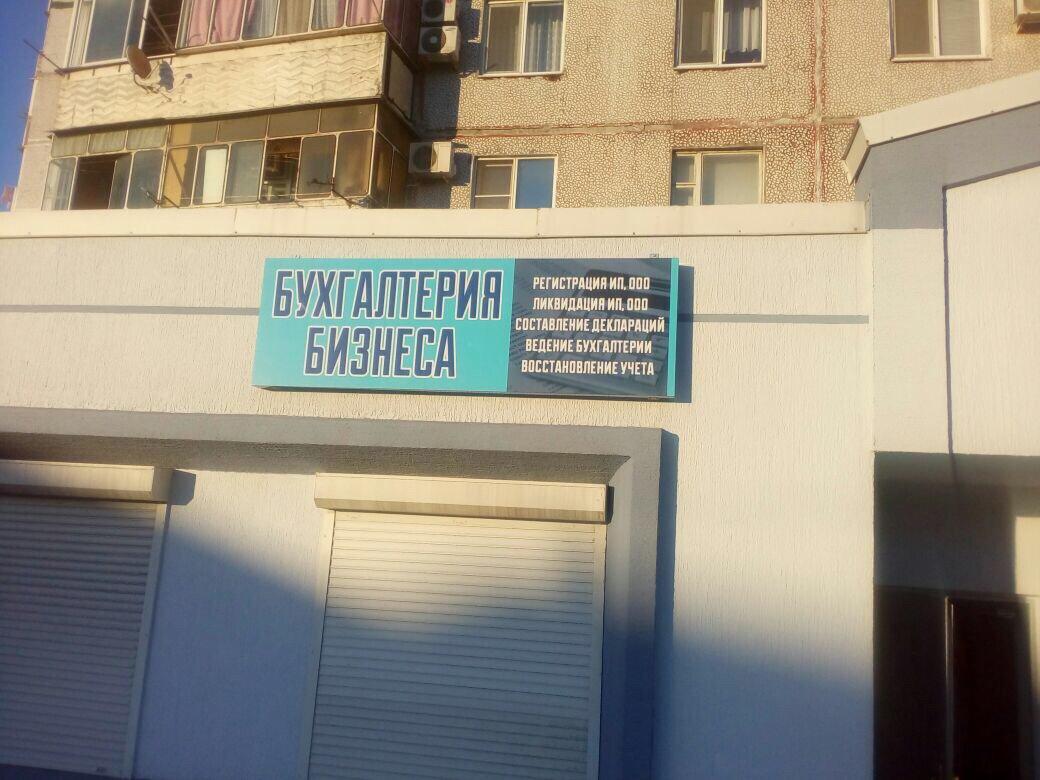 БУХГАЛТЕРИЯ
БИЗНЕСА
РЕГИСТРАЦИЯ ИП, ООО
ЛИКВИДАЦИЯ ИП, ООО
СОСТАВЛЕНИЕ ДЕКЛАРАЦИЙ
ВЕДЕНИЕ БУХГАЛТЕРИИ
ВОССТАНОВЛЕНИЕ УЧЕТА